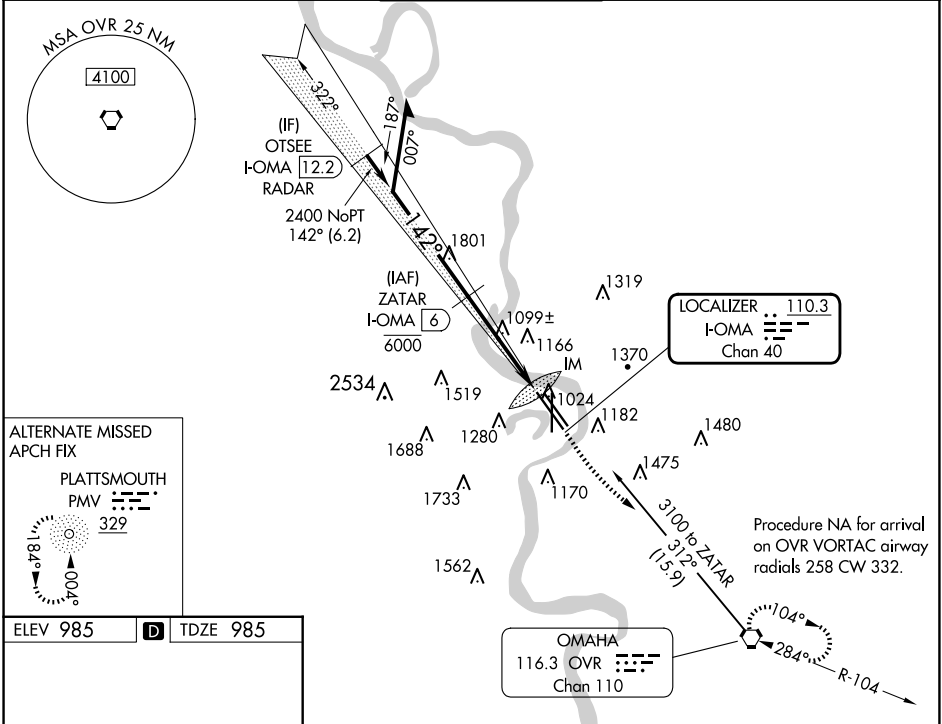 MSA OVR 25 NM
4100
322°
187°
007°
(IF)
OTSEE
I-OMA 12.2
RADAR
2400 NoPT
142° (6.2)
142°
1801
(IAF)
ZATAR
I-OMA 6
6000
1319
1099±
1166
LOCALIZER 110.3
I-OMA
Chan 40
IM
1370
2534
1519
1024
1280
1182
1688
1480
1475
1733
1170
1562
ALTERNATE MISSED
APCH FIX
PLATTSMOUTH
PMV
329
184°
004°
3100 to ZATAR
312°
(15.9)
Procedure NA for arrival
on OVR VORTAC airway
radials 258 CW 332.
ELEV 985 D TDZE 985
OMAHA
116.3 OVR
Chan 110
104°
284°
R-104